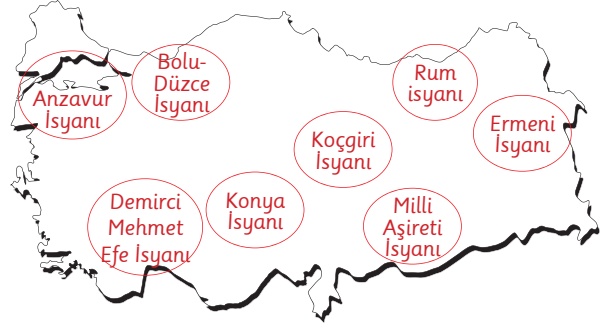 Anzavur
İsyanı
Bolu-
Düzce
İsyanı
Rum
isyanı
Ermeni
İsyanı
Koçgiri
İsyanı
Demirci
Mehmet
Efe İsyanı
Konya
İsyanı
Milli
Aşireti
İsyanı